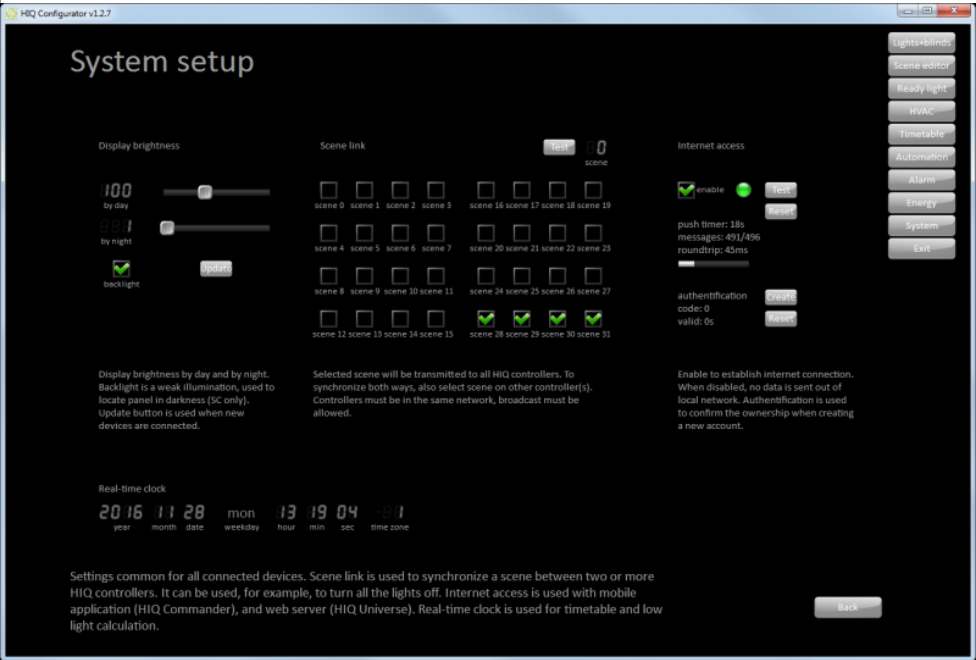 HIQ Configurator v1.2.7
System setup
Lights+blinds
Scene editor
Ready light
HVAC
Timetable
Automation
Alarm
Energy
System
Exit
Display brightness
100
by day
1
by night
backlight
Update
Display brightness by day and by night.
Backlight is a weak illumination, used to
locate panel in darkness (SC only).
Update button is used when new
devices are connected.
Scene link
Test
0
scene
scene 0 scene 1 scene 2 scene 3 scene 16 scene 17 scene 18 scene 19
scene 4 scene 5 scene 6 scene 7 scene 20 scene 21 scene 22 scene 23
scene 8 scene 9 scene 10 scene 11 scene 24 scene 25 scene 26 scene 27
scene 12 scene 13 scene 14 scene 15 scene 28 scene 29 scene 30 scene 31
Selected scene will be transmitted to all HIQ controllers. To
synchronize both ways, also select scene on other controller(s).
Controllers must be in the same network, broadcast must be
allowed.
Internet access
enable
Test
Reset
push timer: 18s
messages: 491/496
roundtrip: 45ms
authentification
code: 0
valid: 0s
Create
Reset
Enable to establish internet connection.
When disabled, no data is sent out of
local network. Authentification is used
to confirm the ownership when creating
a new account.
Real-time clock
2016 11 28 mon 13 19 04 1
year month date weekday hour min sec time zone
Settings common for all connected devices. Scene link is used to synchronize a scene between two or more
HIQ controllers. It can be used, for example, to turn all the lights off. Internet access is used with mobile
application (HIQ Commander), and web server (HIQ Universe). Real-time clock is used for timetable and low
light calculation.
Back